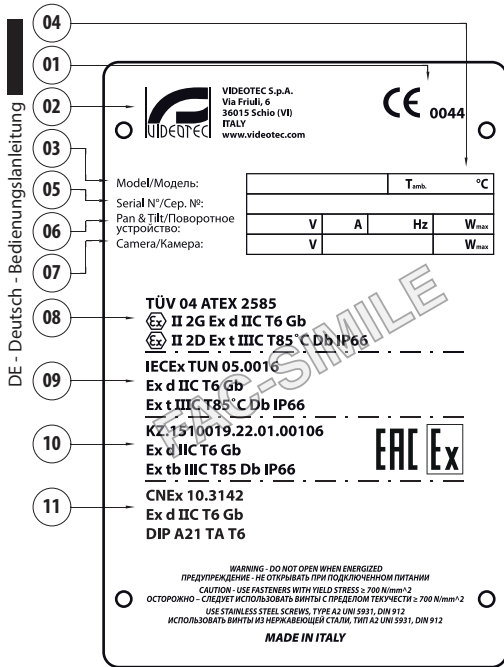 DE - Deutsch - Bedienungslanleitung
04
01
02
03
05
06
07
08
09
10
11
VIDEOTEC
VIDEOTEC S.p.A.
Via Friuli, 6
36015 Schio (VI)
ITALY
www.videotec.com
CE 0044
Model/Модель: Tamb. °C
Serial N°/Сер. №:
Pan & Tilt/Поворотное
устройство: V A Hz Wmax
Camera/Камера: V Wmax
TÜV 04 ATEX 2585
Ex II 2G Ex d IIC T6 Gb
Ex II 2D Ex t IIIC T85°C Db IP66
IECEx TUN 05.0016
Ex d IIC T6 Gb
Ex t IIIC T85°C Db IP66
KZ.1510019.22.01.00106
Ex d IIC T6 Gb
Ex tb IIIC T85 Db IP66
EAC Ex
CNEx 10.3142
Ex d IIC T6 Gb
DIP A21 TA T6
FAC-SIMILE
WARNING - DO NOT OPEN WHEN ENERGIZED
ПРЕДУПРЕЖДЕНИЕ - НЕ ОТКРЫВАТЬ ПРИ ПОДКЛЮЧЕННОМ ПИТАНИИ
CAUTION - USE FASTENERS WITH YIELD STRESS ≥ 700 N/mm^2
ОСТОРОЖНО – СЛЕДУЕТ ИСПОЛЬЗОВАТЬ ВИНТЫ С ПРЕДЕЛОМ ТЕКУЧЕСТИ ≥ 700 N/mm^2
USE STAINLESS STEEL SCREWS, TYPE A2 UNI 5931, DIN 912
ИСПОЛЬЗОВАТЬ ВИНТЫ ИЗ НЕРЖАВЕЮЩЕЙ СТАЛИ, ТИП A2 UNI 5931, DIN 912
MADE IN ITALY